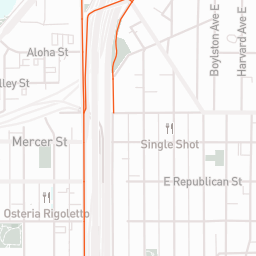 Aloha St
lley St
Boylston Ave E
Harvard Ave E
Mercer St
Single Shot
E Republican St
Osteria Rigoletto